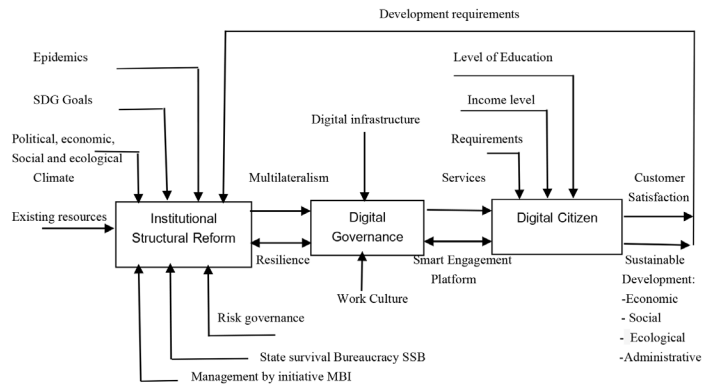 Development requirements
Epidemics
Level of Education
SDG Goals
Income level
Digital infrastructure
Political, economic,
Social and ecological
Climate
Requirements
Multilateralism
Services
Customer
Satisfaction
Existing resources
Institutional
Structural Reform
Digital
Governance
Digital Citizen
Resilience
Smart Engagement
Platform
Sustainable
Development:
-Economic
- Social
- Ecological
-Administrative
Work Culture
Risk governance
State survival Bureaucracy SSB
Management by initiative MBI